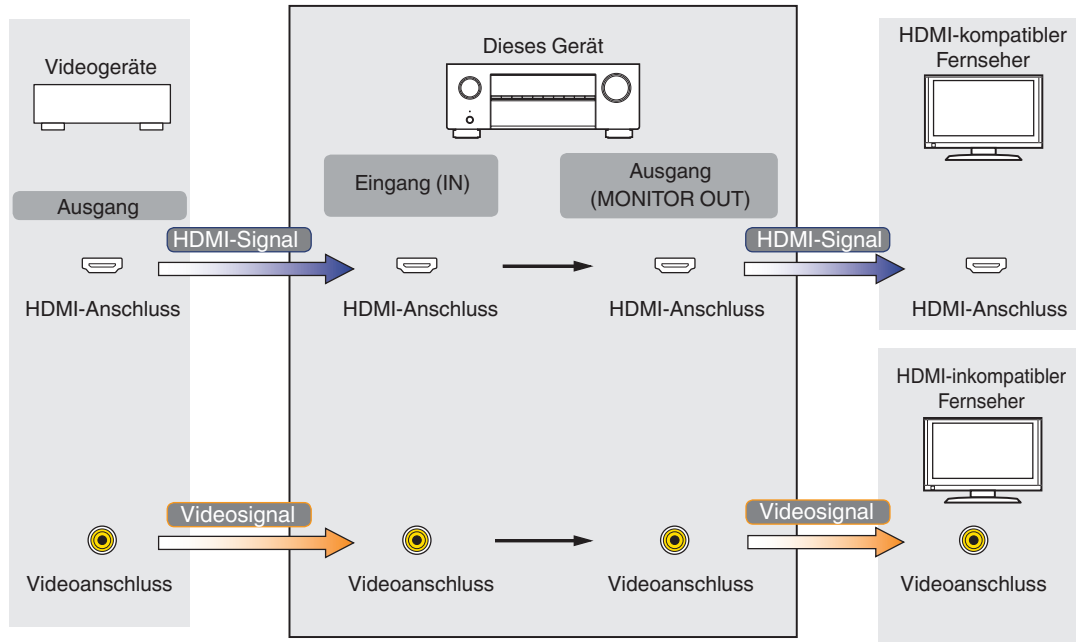 Videogeräte
Dieses Gerät
HDMI-kompatibler
Fernseher
Ausgang
Eingang (IN)
Ausgang
(MONITOR OUT)
HDMI-Signal
HDMI-Signal
HDMI-Anschluss
HDMI-Anschluss
HDMI-Anschluss
HDMI-Anschluss
HDMI-inkompatibler
Fernseher
Videosignal
Videosignal
Videoanschluss
Videoanschluss
Videoanschluss
Videoanschluss